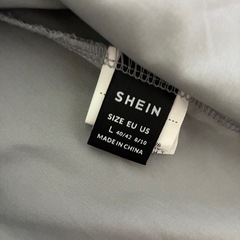 SHEIN
SIZE EU US
L 40/42 8/10
MADE IN CHINA